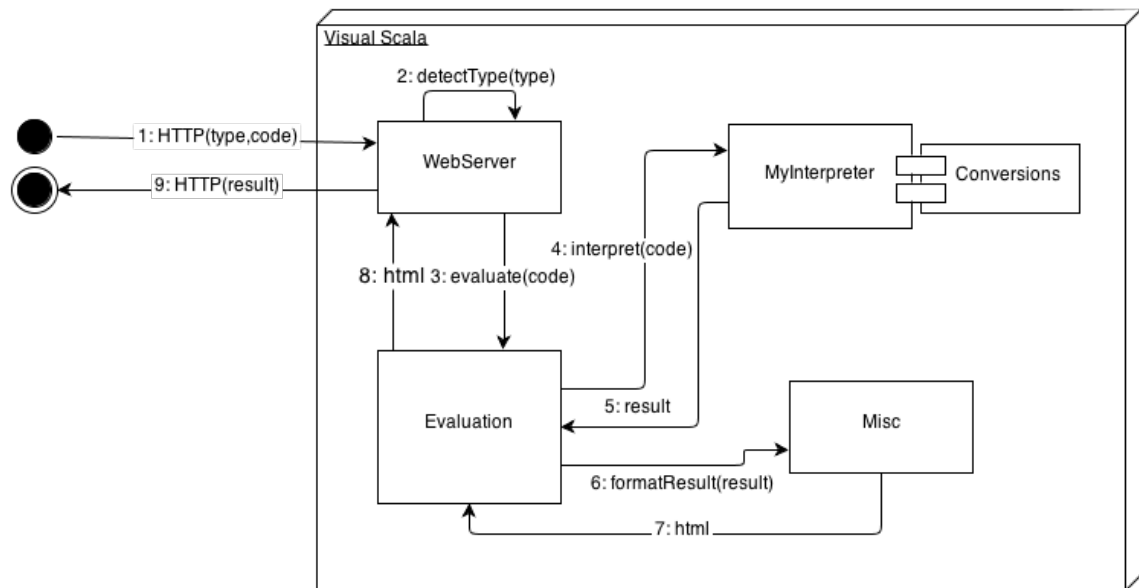 Visual Scala
2: detectType(type)
1: HTTP(type,code)
WebServer
MyInterpreter
Conversions
9: HTTP(result)
4: interpret(code)
8: html
3: evaluate(code)
5: result
Evaluation
Misc
6: formatResult(result)
7: html